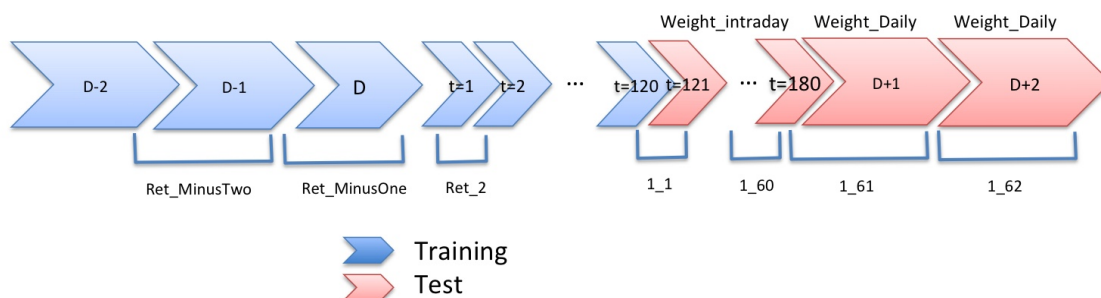 Weight_intraday Weight_Daily Weight_Daily
D-2 D-1 D t=1 t=2 ... t=120 t=121 ... t=180 D+1 D+2
Ret_MinusTwo Ret_MinusOne Ret_2 1_1 1_60 1_61 1_62
Training
Test